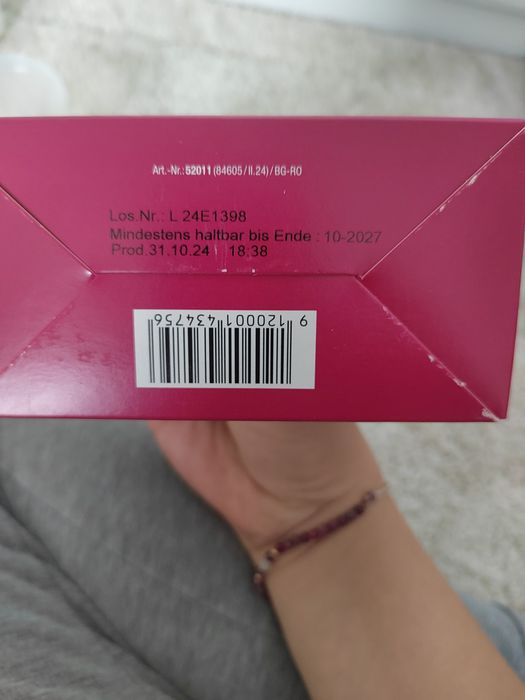 Art.-Nr.:52011 (84605/II.24)/BG-RO
Los.Nr.: L 24E1398
Mindestens haltbar bis Ende : 10-2027
Prod.31.10.24 18:38
9 120001 434756